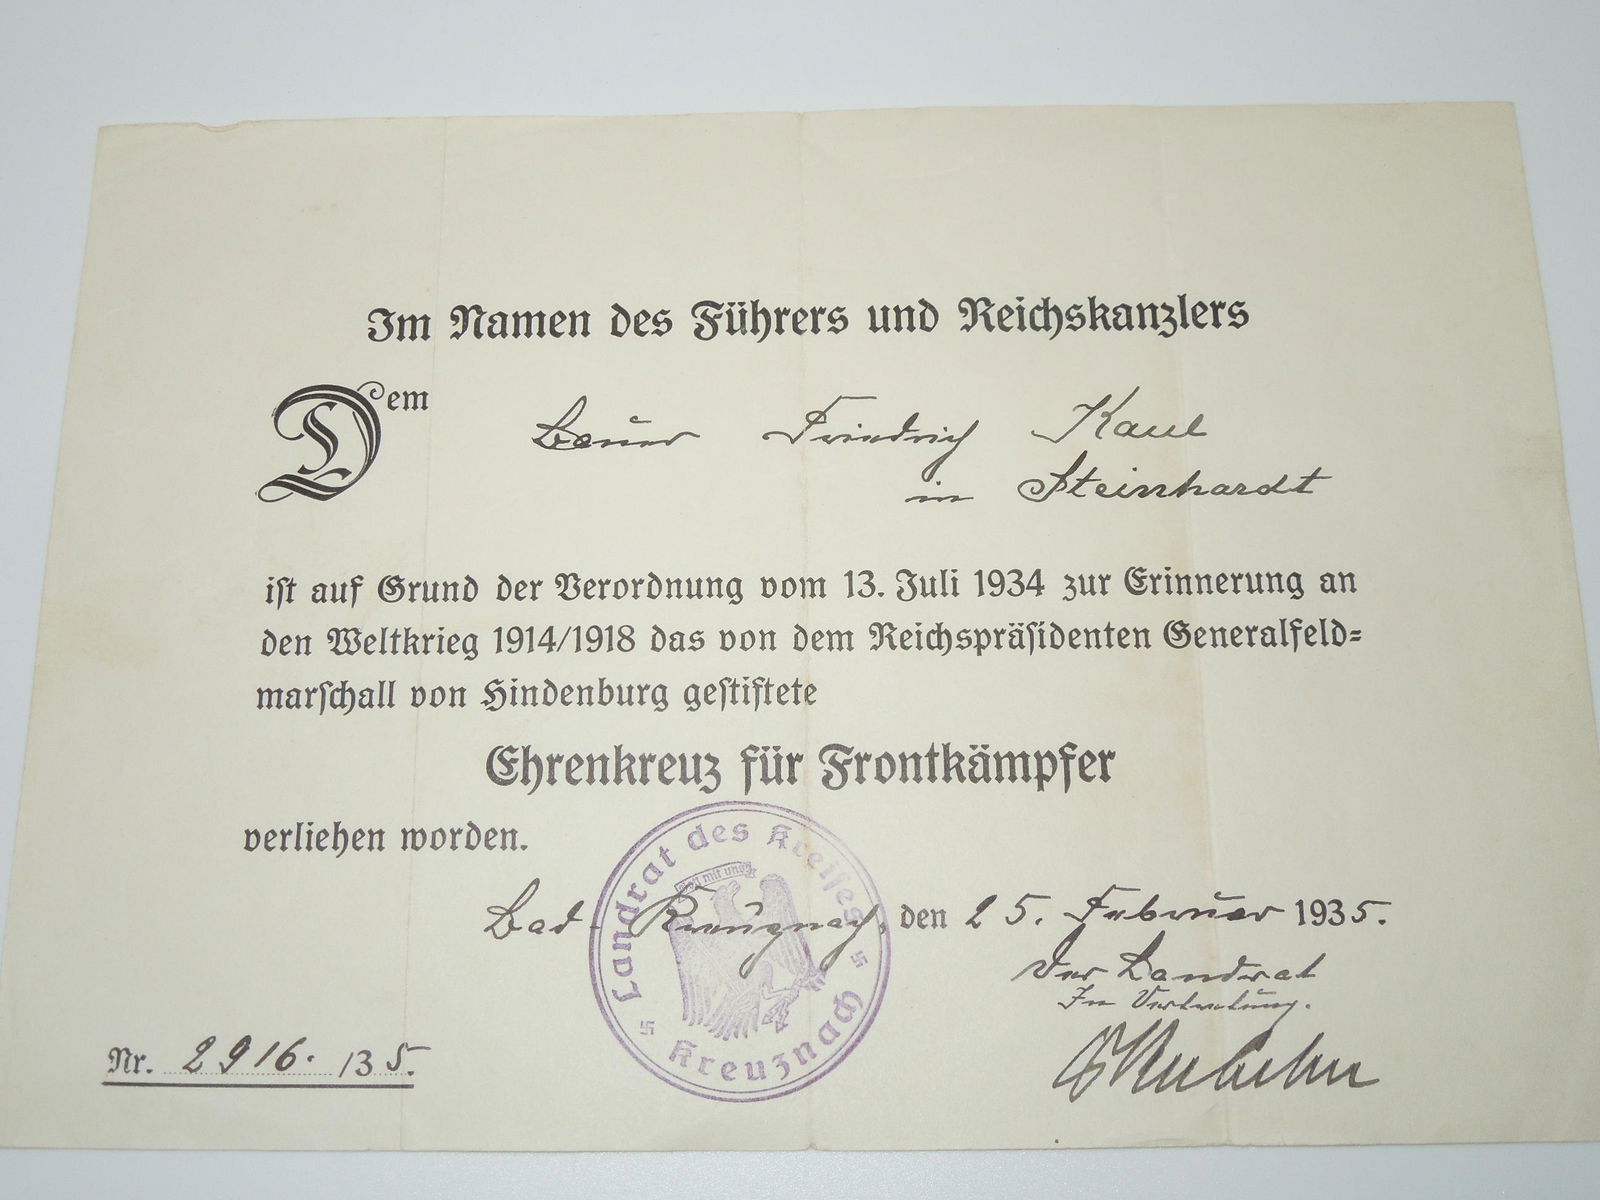 Im Namen des Führers und Reichskanzlers
Dem Bauer Friedrich Kaul
in Steinhardt
ist auf Grund der Verordnung vom 13. Juli 1934 zur Erinnerung an
den Weltkrieg 1914/1918 das von dem Reichspräsidenten Generalfeld=
marschall von Hindenburg gestiftete
Ehrenkreuz für Frontkämpfer
verliehen worden.
Bad-Kreuznach, den 25. Februar 1935.
Der Landrat
In Vertretung.
Nr. 2916. /35.
Landrat des Kreises
Kreuznach
Gott mit uns